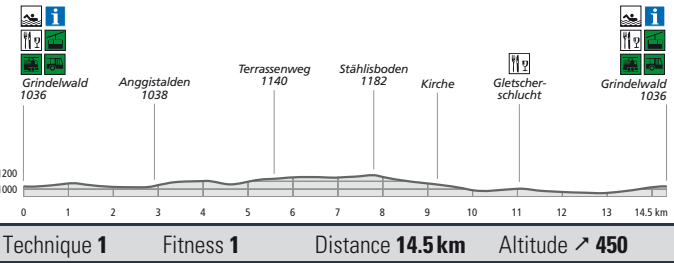 i
i
Grindelwald
1036
Anggistalden
1038
Terrassenweg
1140
Stählisboden
1182
Kirche
Gletscher-
schlucht
Grindelwald
1036
1200
1000
0 1 2 3 4 5 6 7 8 9 10 11 12 13 14.5 km
Technique 1 Fitness 1 Distance 14.5 km Altitude ↗ 450